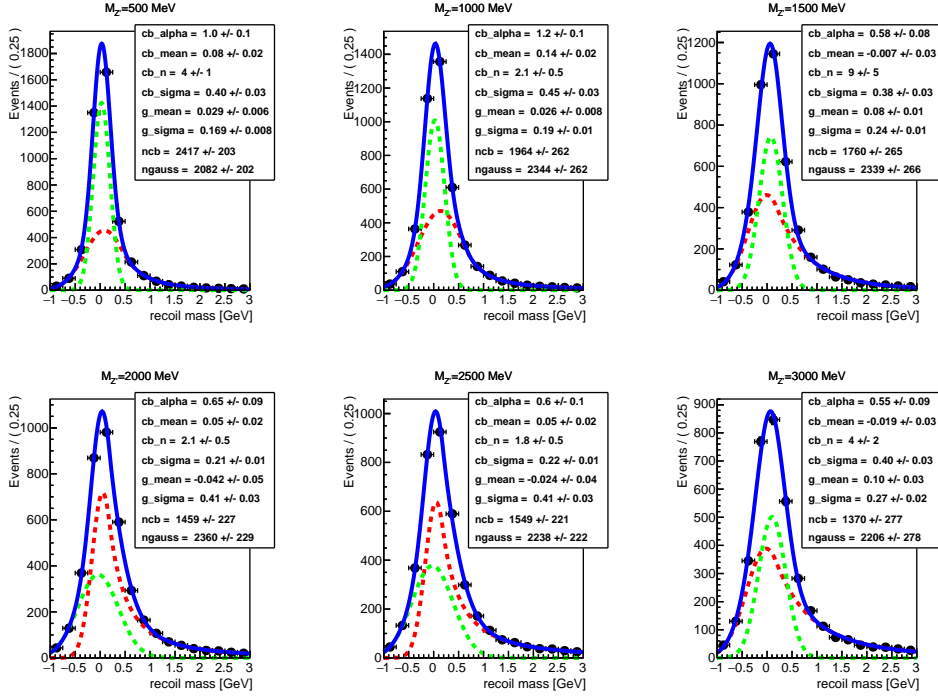 M_Z'=500 MeV
Events / ( 0.25 )
1800
1600
1400
1200
1000
800
600
400
200
0
cb_alpha = 1.0 +/- 0.1
cb_mean = 0.08 +/- 0.02
cb_n = 4 +/- 1
cb_sigma = 0.40 +/- 0.03
g_mean = 0.029 +/- 0.006
g_sigma = 0.169 +/- 0.008
ncb = 2417 +/- 203
ngauss = 2082 +/- 202
−1 −0.5 0 0.5 1 1.5 2 2.5 3
recoil mass [GeV]
M_Z'=1000 MeV
Events / ( 0.25 )
1400
1200
1000
800
600
400
200
0
cb_alpha = 1.2 +/- 0.1
cb_mean = 0.14 +/- 0.02
cb_n = 2.1 +/- 0.5
cb_sigma = 0.45 +/- 0.03
g_mean = 0.026 +/- 0.008
g_sigma = 0.19 +/- 0.01
ncb = 1964 +/- 262
ngauss = 2344 +/- 262
−1 −0.5 0 0.5 1 1.5 2 2.5 3
recoil mass [GeV]
M_Z'=1500 MeV
Events / ( 0.25 )
1200
1000
800
600
400
200
0
cb_alpha = 0.58 +/- 0.08
cb_mean = -0.007 +/- 0.03
cb_n = 9 +/- 5
cb_sigma = 0.38 +/- 0.03
g_mean = 0.08 +/- 0.01
g_sigma = 0.24 +/- 0.01
ncb = 1760 +/- 265
ngauss = 2339 +/- 266
−1 −0.5 0 0.5 1 1.5 2 2.5 3
recoil mass [GeV]
M_Z'=2000 MeV
Events / ( 0.25 )
1000
800
600
400
200
0
cb_alpha = 0.65 +/- 0.09
cb_mean = 0.05 +/- 0.02
cb_n = 2.1 +/- 0.5
cb_sigma = 0.21 +/- 0.01
g_mean = -0.042 +/- 0.05
g_sigma = 0.41 +/- 0.03
ncb = 1459 +/- 227
ngauss = 2360 +/- 229
−1 −0.5 0 0.5 1 1.5 2 2.5 3
recoil mass [GeV]
M_Z'=2500 MeV
Events / ( 0.25 )
1000
800
600
400
200
0
cb_alpha = 0.6 +/- 0.1
cb_mean = 0.05 +/- 0.02
cb_n = 1.8 +/- 0.5
cb_sigma = 0.22 +/- 0.01
g_mean = -0.024 +/- 0.04
g_sigma = 0.41 +/- 0.03
ncb = 1549 +/- 221
ngauss = 2238 +/- 222
−1 −0.5 0 0.5 1 1.5 2 2.5 3
recoil mass [GeV]
M_Z'=3000 MeV
Events / ( 0.25 )
900
800
700
600
500
400
300
200
100
0
cb_alpha = 0.55 +/- 0.09
cb_mean = -0.019 +/- 0.03
cb_n = 4 +/- 2
cb_sigma = 0.40 +/- 0.03
g_mean = 0.10 +/- 0.03
g_sigma = 0.27 +/- 0.02
ncb = 1370 +/- 277
ngauss = 2206 +/- 278
−1 −0.5 0 0.5 1 1.5 2 2.5 3
recoil mass [GeV]